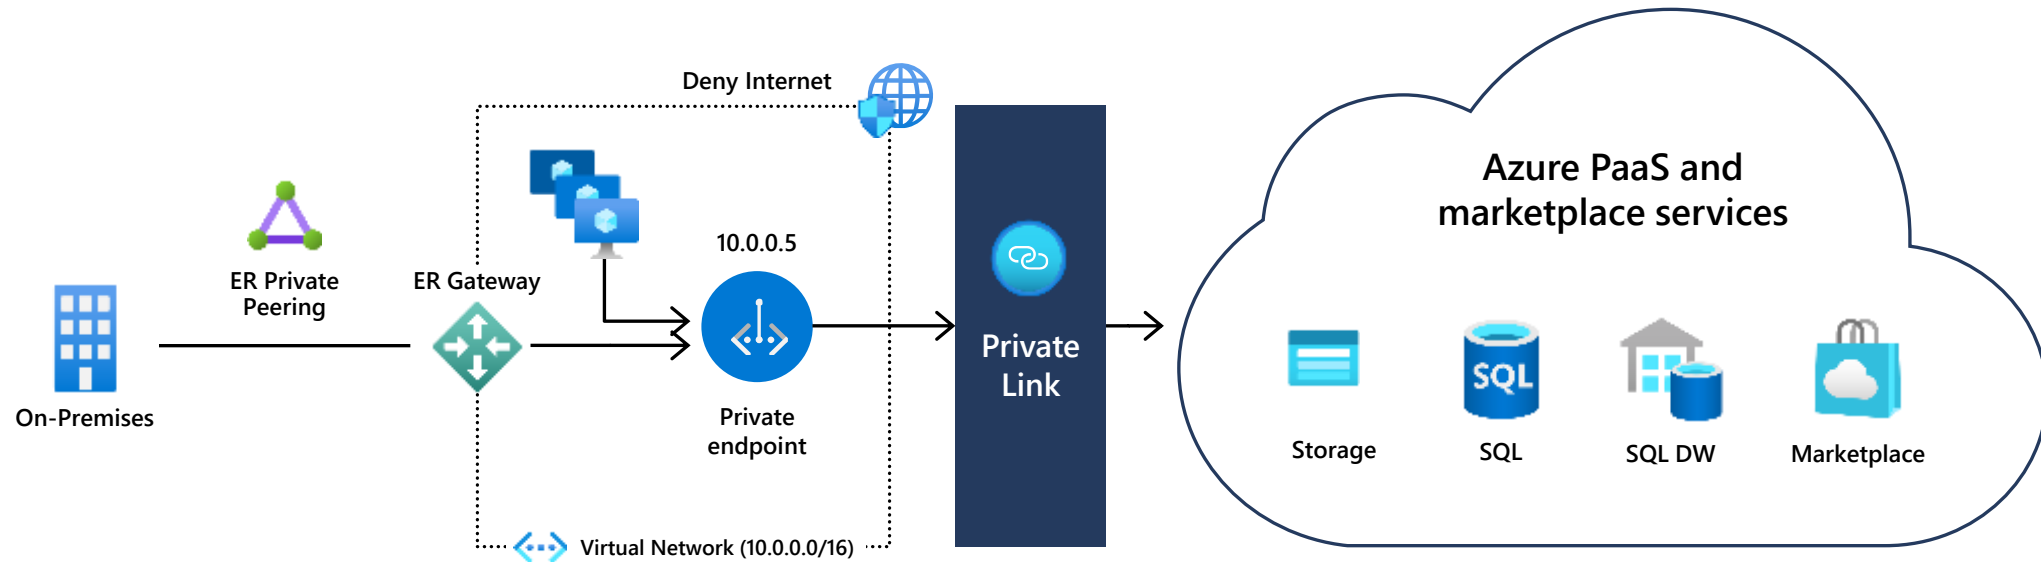 Deny Internet
Azure PaaS and
marketplace services
10.0.0.5
ER Private
Peering
ER Gateway
On-Premises
Private
endpoint
Private
Link
SQL
Storage
SQL
SQL DW
Marketplace
Virtual Network (10.0.0.0/16)